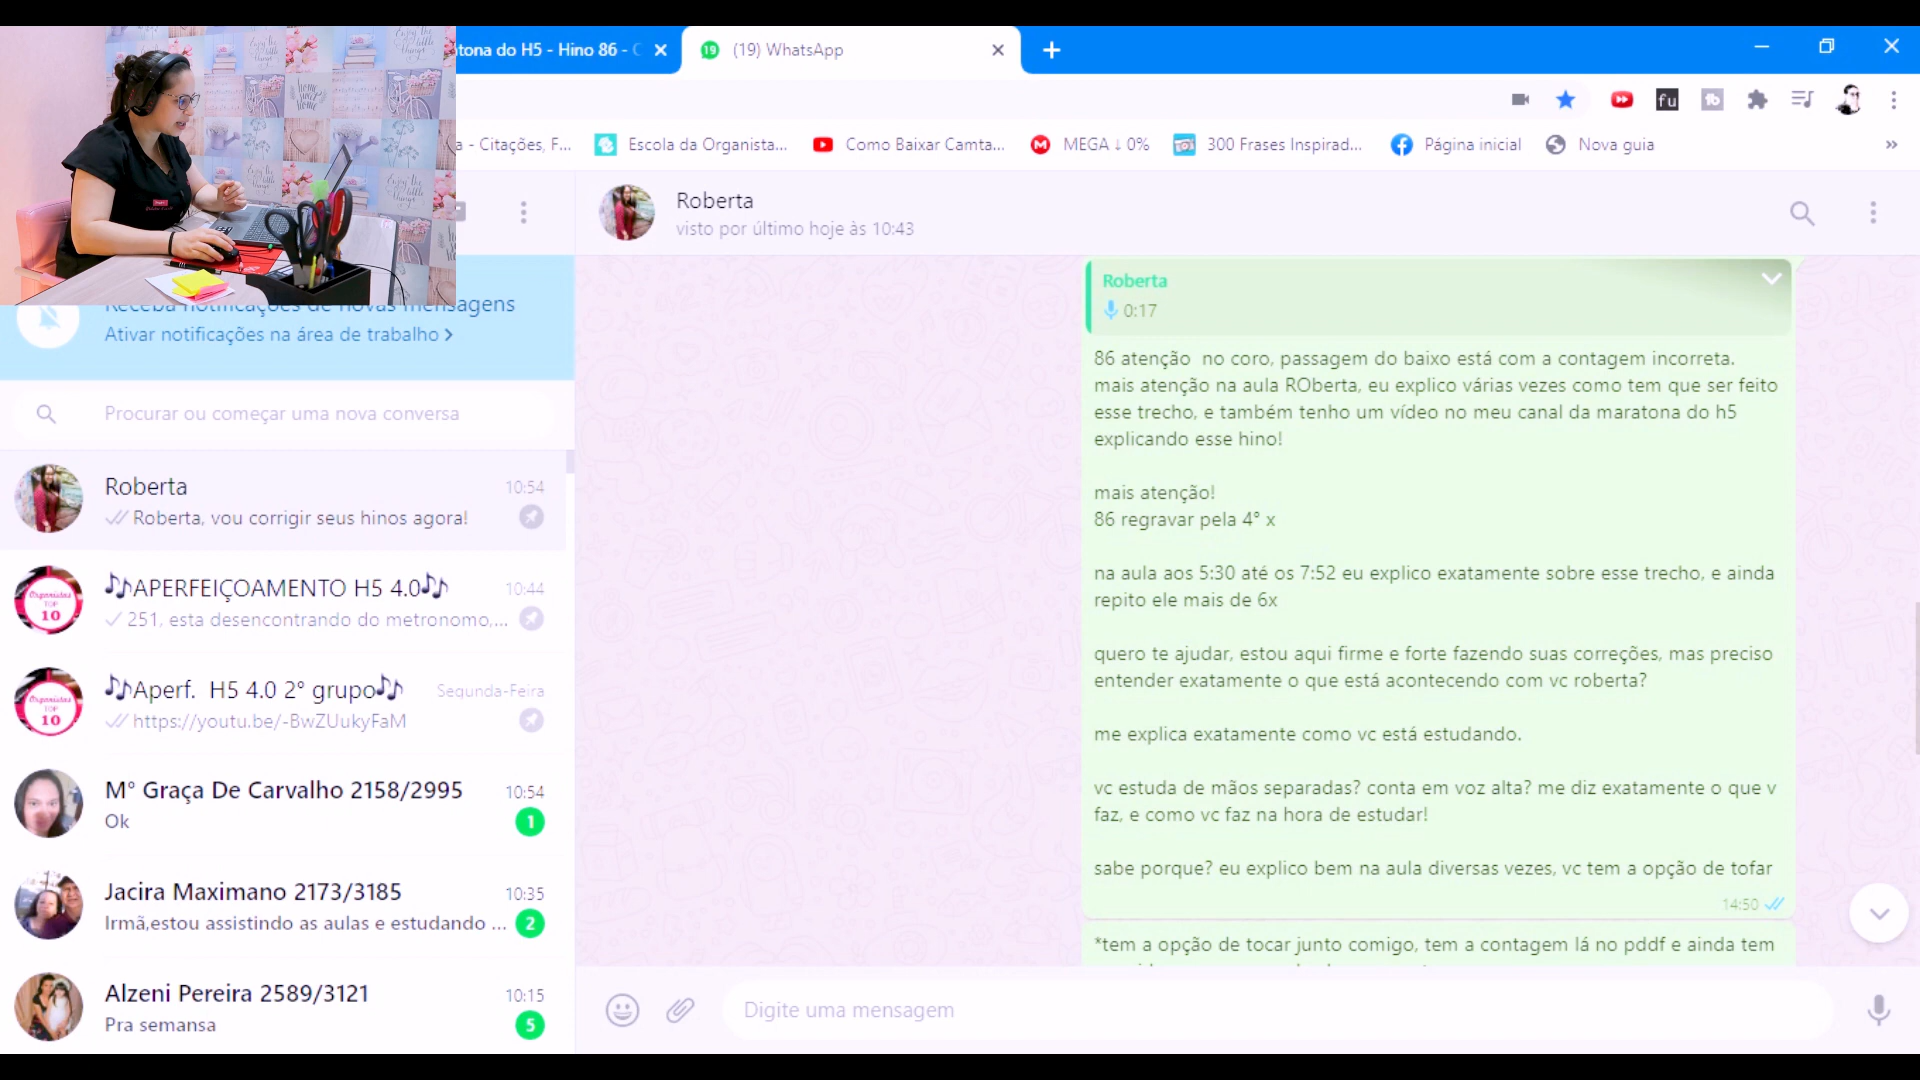 tona do H5 - Hino 86 - C
(19) WhatsApp
19
fu
a - Citações, F...
Escola da Organista...
Como Baixar Camta...
MEGA ↓ 0%
300 Frases Inspirad...
Página inicial
Nova guia
»
Roberta
visto por último hoje às 10:43
Receba notificações de novas mensagens
Ativar notificações na área de trabalho >
Procurar ou começar uma nova conversa
Roberta
10:54
Roberta, vou corrigir seus hinos agora!
🎶APERFEIÇOAMENTO H5 4.0🎶
10:44
251, esta desencontrando do metronomo,...
Organistas TOP 10
🎶Aperf. H5 4.0 2° grupo🎶
Segunda-Feira
https://youtu.be/-BwZUukyFaM
Organistas TOP 10
M° Graça De Carvalho 2158/2995
10:54
Ok
1
Jacira Maximano 2173/3185
10:35
Irmã,estou assistindo as aulas e estudando ...
2
Alzeni Pereira 2589/3121
10:15
Pra semansa
5
Roberta
0:17
86 atenção no coro, passagem do baixo está com a contagem incorreta.
mais atenção na aula ROberta, eu explico várias vezes como tem que ser feito
esse trecho, e também tenho um vídeo no meu canal da maratona do h5
explicando esse hino!
mais atenção!
86 regravar pela 4° x
na aula aos 5:30 até os 7:52 eu explico exatamente sobre esse trecho, e ainda
repito ele mais de 6x
quero te ajudar, estou aqui firme e forte fazendo suas correções, mas preciso
entender exatamente o que está acontecendo com vc roberta?
me explica exatamente como vc está estudando.
vc estuda de mãos separadas? conta em voz alta? me diz exatamente o que v
faz, e como vc faz na hora de estudar!
sabe porque? eu explico bem na aula diversas vezes, vc tem a opção de tofar
14:50
*tem a opção de tocar junto comigo, tem a contagem lá no pddf e ainda tem
Digite uma mensagem